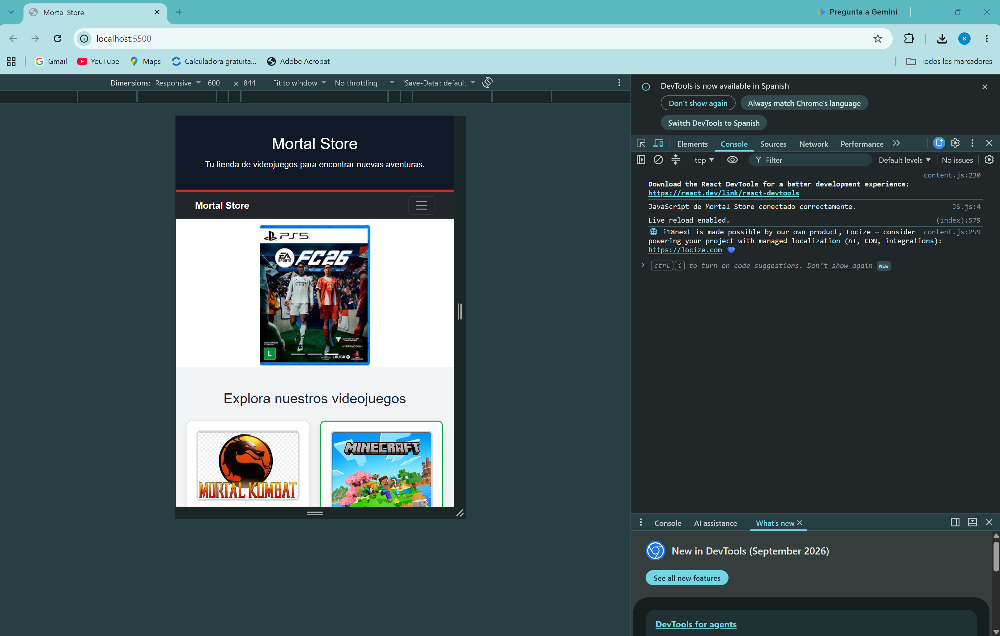 Mortal Store
Pregunta a Gemini
localhost:5500
S
Gmail
YouTube
Maps
Calculadora gratuita...
Adobe Acrobat
Todos los marcadores
Dimensions: Responsive 600 × 844 Fit to window No throttling 'Save-Data': default
Mortal Store
Tu tienda de videojuegos para encontrar nuevas aventuras.
Mortal Store
PS5
EA SPORTS FC26
HYPERMOTION
LALIGA
L
Explora nuestros videojuegos
MORTAL KOMBAT
MINECRAFT
DevTools is now available in Spanish
Don't show again
Always match Chrome's language
Switch DevTools to Spanish
Elements Console Sources Network Performance
top Filter Default levels No issues
content.js:230
Download the React DevTools for a better development experience:
https://react.dev/link/react-devtools
JavaScript de Mortal Store conectado correctamente. JS.js:4
Live reload enabled. (index):579
🌐 i18next is made possible by our own product, Locize — consider content.js:259
powering your project with managed localization (AI, CDN, integrations):
https://locize.com 💙
ctrl i to turn on code suggestions. Don't show again NEW
Console AI assistance What's new
New in DevTools (September 2026)
See all new features
DevTools for agents